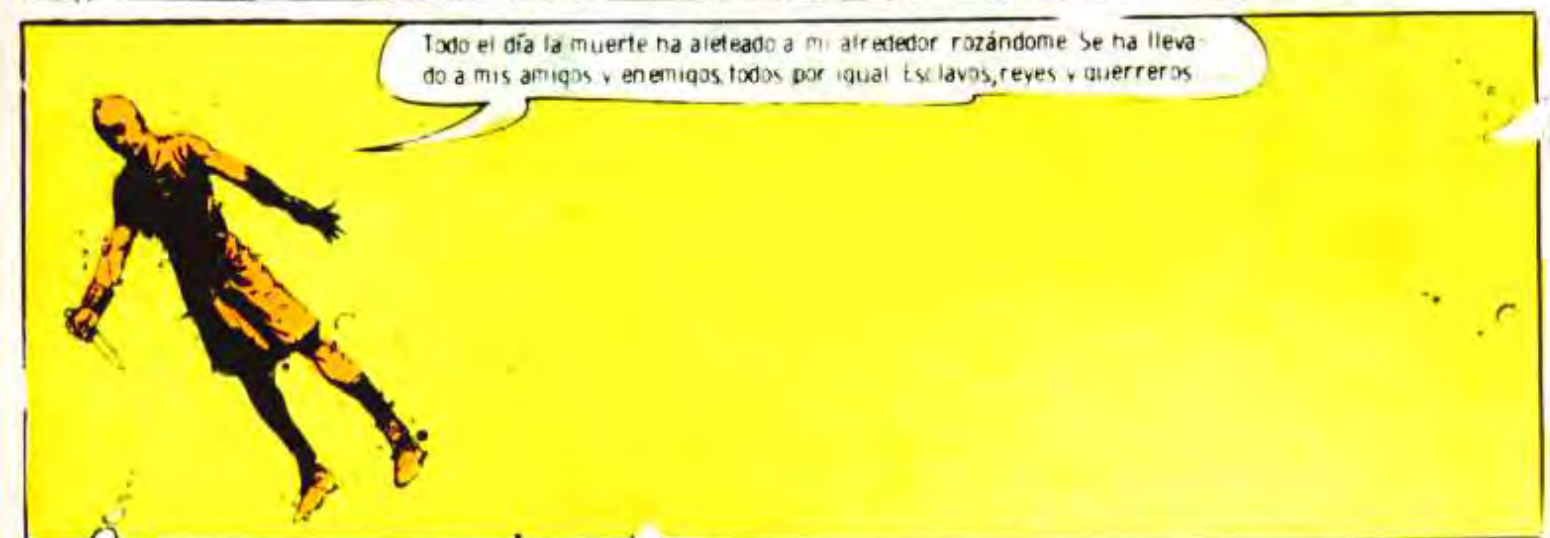 Todo el día la muerte ha aleteado a mi alrededor rozándome Se ha lleva-
do a mis amigos y enemigos, todos por igual Esclavos, reyes y guerreros